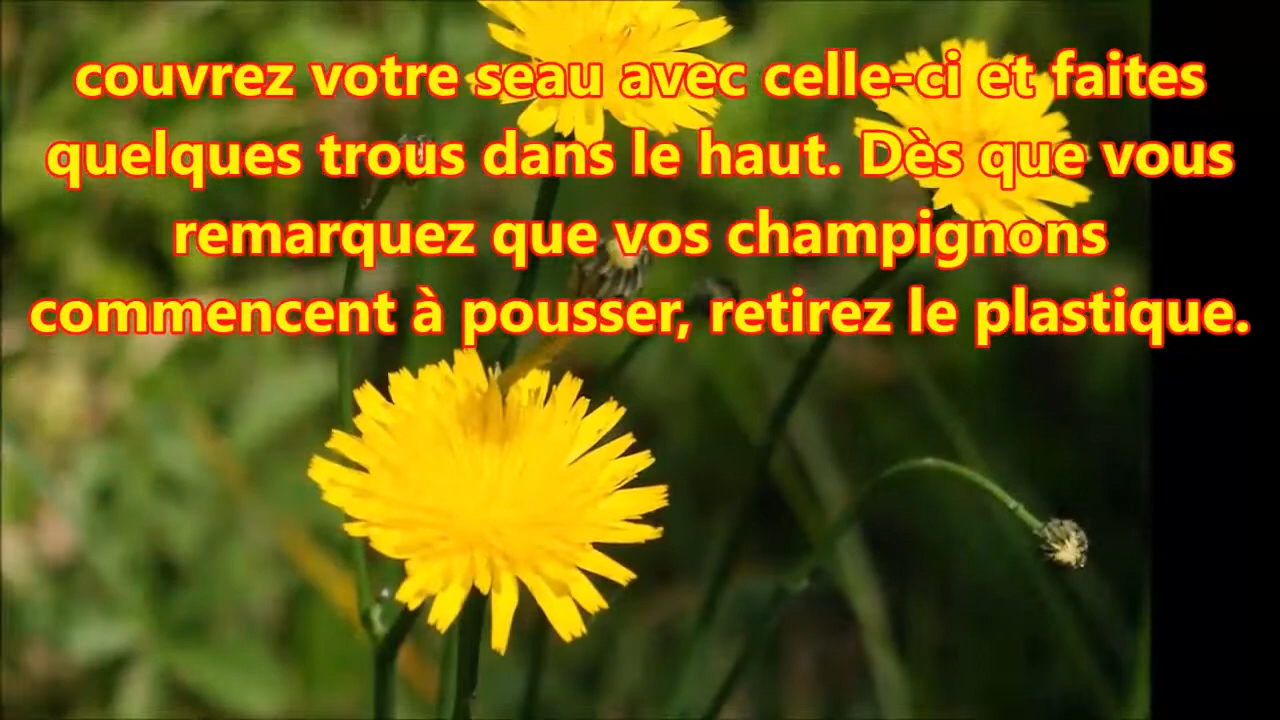 couvrez votre seau avec celle-ci et faites
quelques trous dans le haut. Dès que vous
remarquez que vos champignons
commencent à pousser, retirez le plastique.